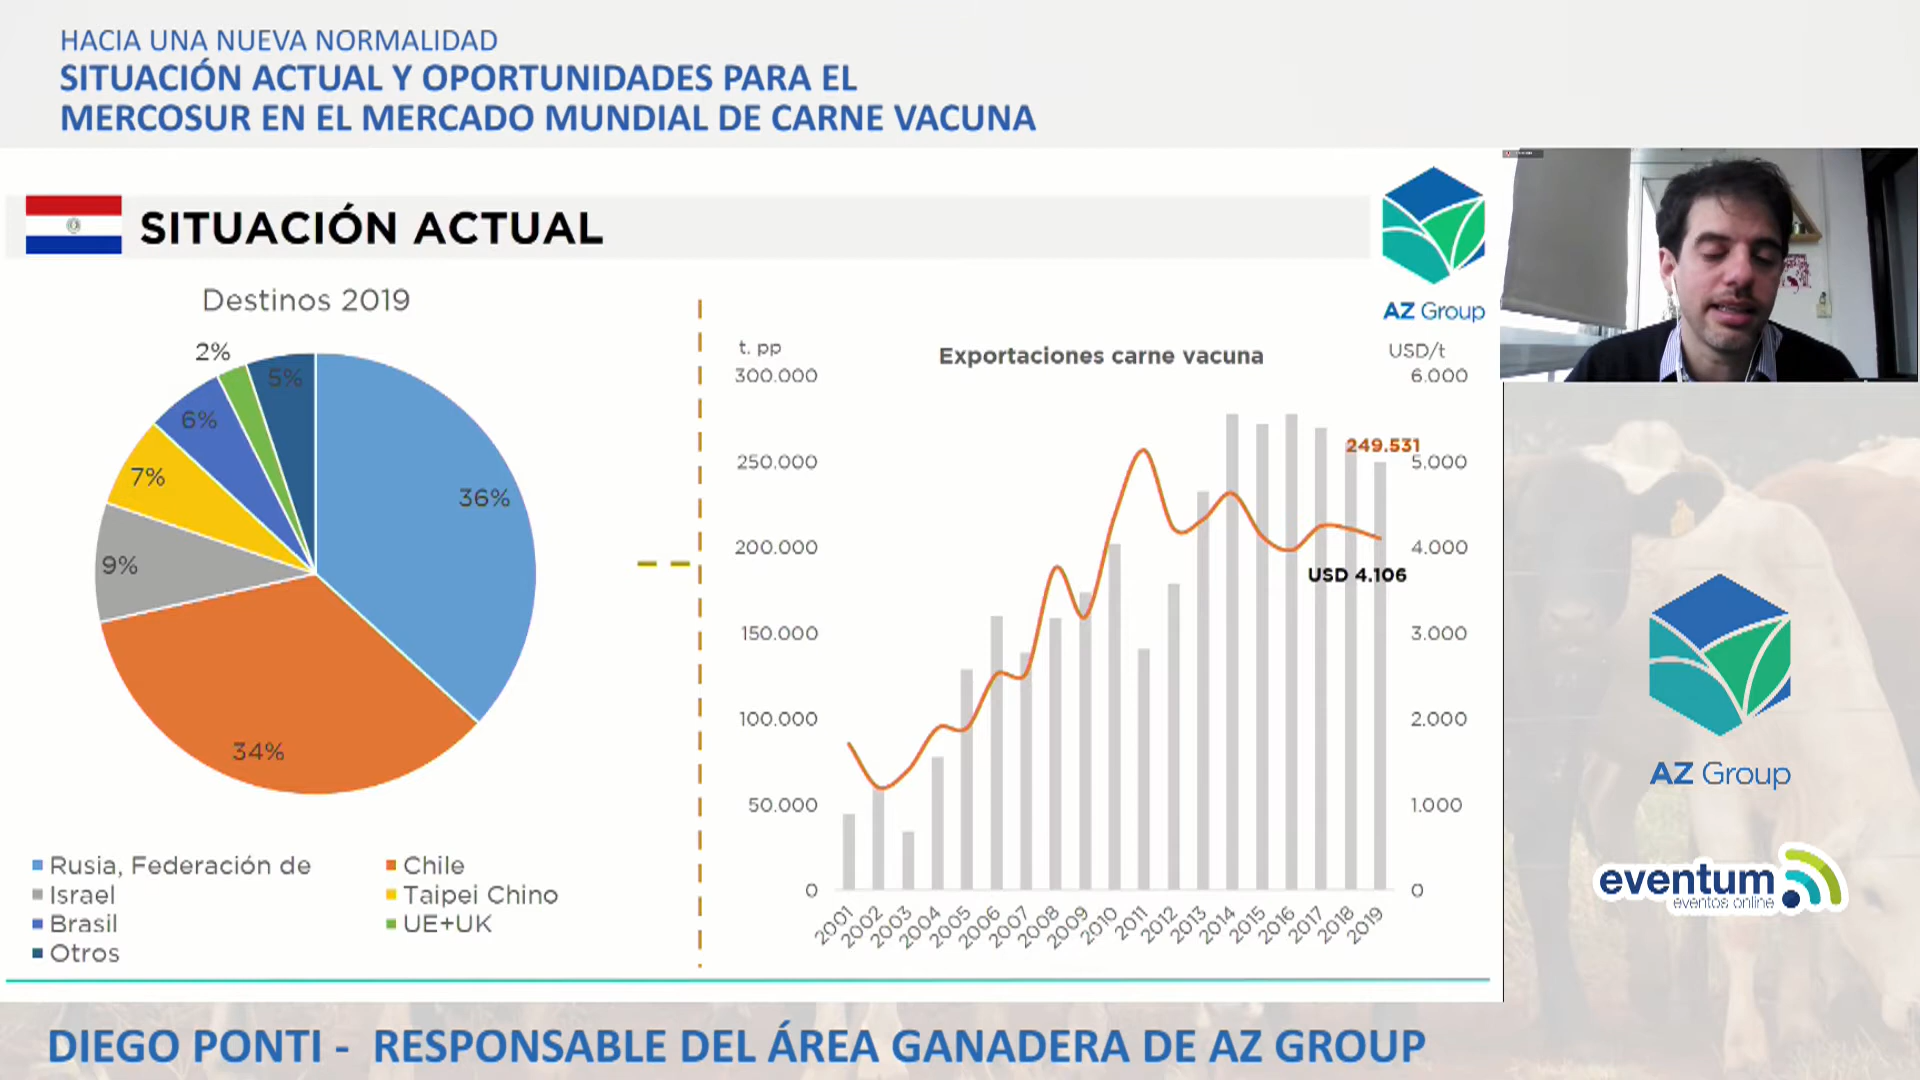 HACIA UNA NUEVA NORMALIDAD
SITUACIÓN ACTUAL Y OPORTUNIDADES PARA EL
MERCOSUR EN EL MERCADO MUNDIAL DE CARNE VACUNA
SITUACIÓN ACTUAL
AZ Group
Destinos 2019
2%
5%
6%
7%
9%
36%
34%
Rusia, Federación de
Chile
Israel
Taipei Chino
Brasil
UE+UK
Otros
Exportaciones carne vacuna
t. pp
300.000
250.000
200.000
150.000
100.000
50.000
0
USD/t
6.000
5.000
4.000
3.000
2.000
1.000
0
249.531
USD 4.106
2001
2002
2003
2004
2005
2006
2007
2008
2009
2010
2011
2012
2013
2014
2015
2016
2017
2018
2019
AZ Group
eventum
eventos online
DIEGO PONTI - RESPONSABLE DEL ÁREA GANADERA DE AZ GROUP